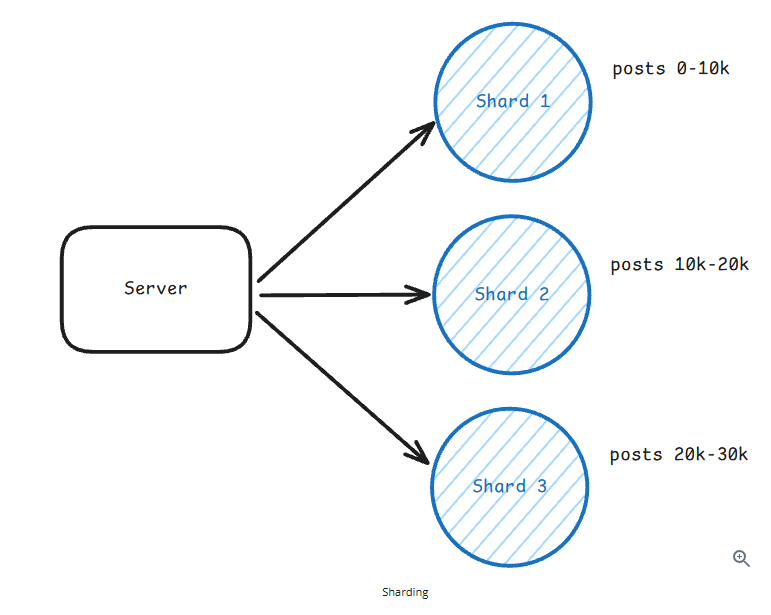 Shard 1
posts 0-10k
Server
Shard 2
posts 10k-20k
Shard 3
posts 20k-30k
Sharding